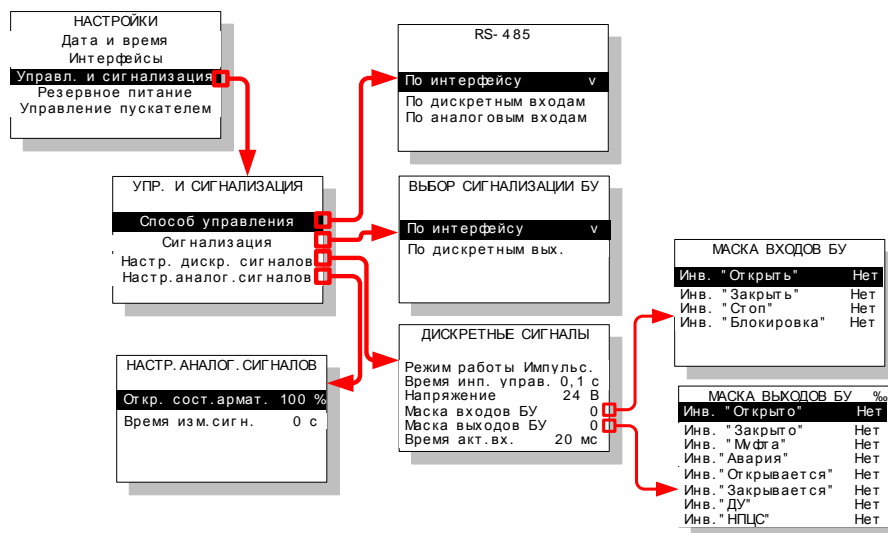 НАСТРОЙКИ
Дата и время
Интерфейсы
Управл. и сигнализация
Резервное питание
Управление пускателем
RS-485
По интерфейсу v
По дискретным входам
По аналоговым входам
УПР. И СИГНАЛИЗАЦИЯ
Способ управления
Сигнализация
Настр. дискр. сигналов
Настр.аналог.сигналов
ВЫБОР СИГНАЛИЗАЦИИ БУ
По интерфейсу v
По дискретным вых.
МАСКА ВХОДОВ БУ
Инв. "Открыть" Нет
Инв. "Закрыть" Нет
Инв. "Стоп" Нет
Инв. "Блокировка" Нет
ДИСКРЕТНЫЕ СИГНАЛЫ
Режим работы Импульс.
Время инп. управ. 0,1 с
Напряжение 24 В
Маска входов БУ 0
Маска выходов БУ 0
Время акт.вх. 20 мс
НАСТР.АНАЛОГ.СИГНАЛОВ
Откр. сост.армат. 100 %
Время изм.сигн. 0 с
МАСКА ВЫХОДОВ БУ ‰
Инв. "Открыто" Нет
Инв. "Закрыто" Нет
Инв. "Муфта" Нет
Инв. "Авария" Нет
Инв."Открывается" Нет
Инв."Закрывается" Нет
Инв."ДУ" Нет
Инв."НПЦС" Нет